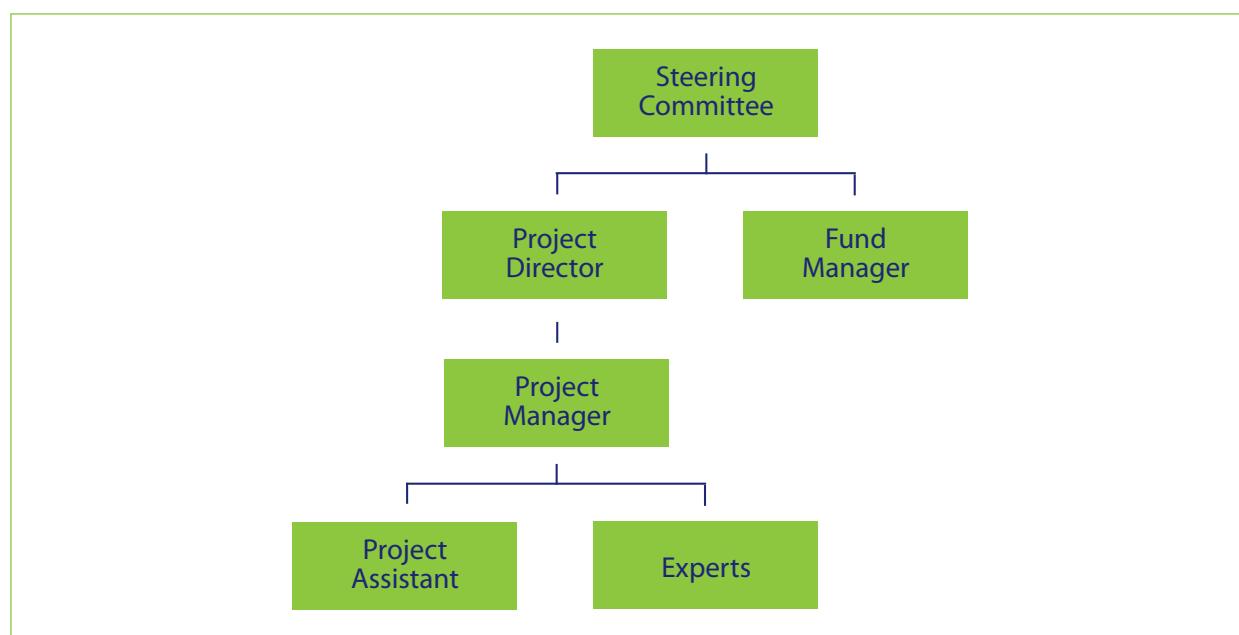 Steering
Committee
Project
Director
Fund
Manager
Project
Manager
Project
Assistant
Experts